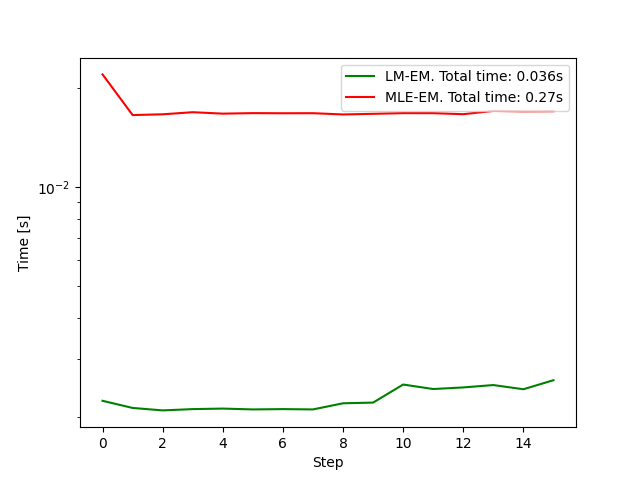 LM-EM. Total time: 0.036s
MLE-EM. Total time: 0.27s
10⁻²
Time [s]
0 2 4 6 8 10 12 14
Step